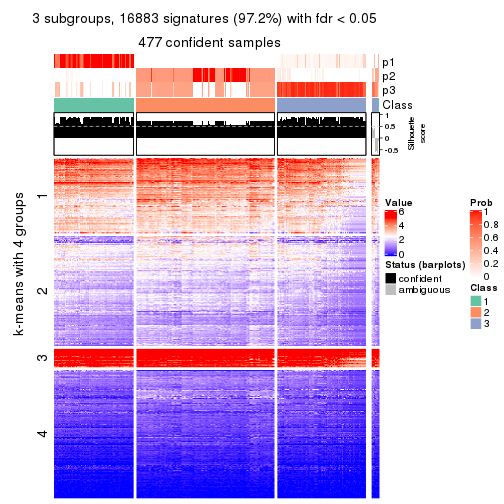 3 subgroups, 16883 signatures (97.2%) with fdr < 0.05
477 confident samples
p1
p2
p3
Class
1
0.5
0
-0.5
Silhouette
score
k-means with 4 groups
1
2
3
4
Value
6
4
2
0
Status (barplots)
confident
ambiguous
Prob
1
0.8
0.6
0.4
0.2
0
Class
1
2
3